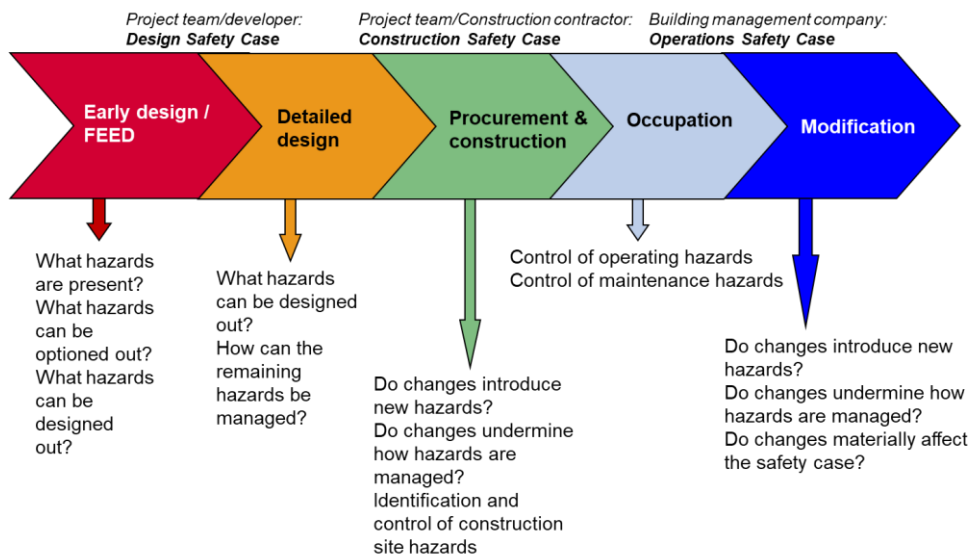 Project team/developer:
Design Safety Case
Project team/Construction contractor:
Construction Safety Case
Building management company:
Operations Safety Case
Early design /
FEED
Detailed
design
Procurement &
construction
Occupation
Modification
What hazards
are present?
What hazards
can be
optioned out?
What hazards
can be
designed
out?
What hazards
can be designed
out?
How can the
remaining
hazards be
managed?
Do changes introduce
new hazards?
Do changes undermine
how hazards are
managed?
Identification and
control of construction
site hazards
Control of operating hazards
Control of maintenance hazards
Do changes introduce new
hazards?
Do changes undermine how
hazards are managed?
Do changes materially affect
the safety case?